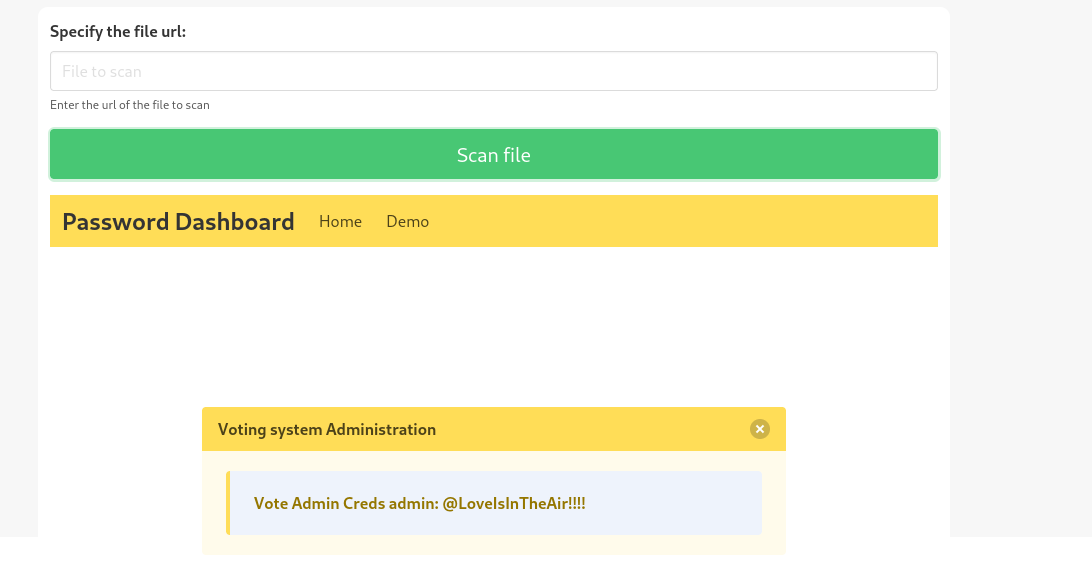 Specify the file url:
File to scan
Enter the url of the file to scan
Scan file
Password Dashboard Home Demo
Voting system Administration
Vote Admin Creds admin: @LoveIsInTheAir!!!!